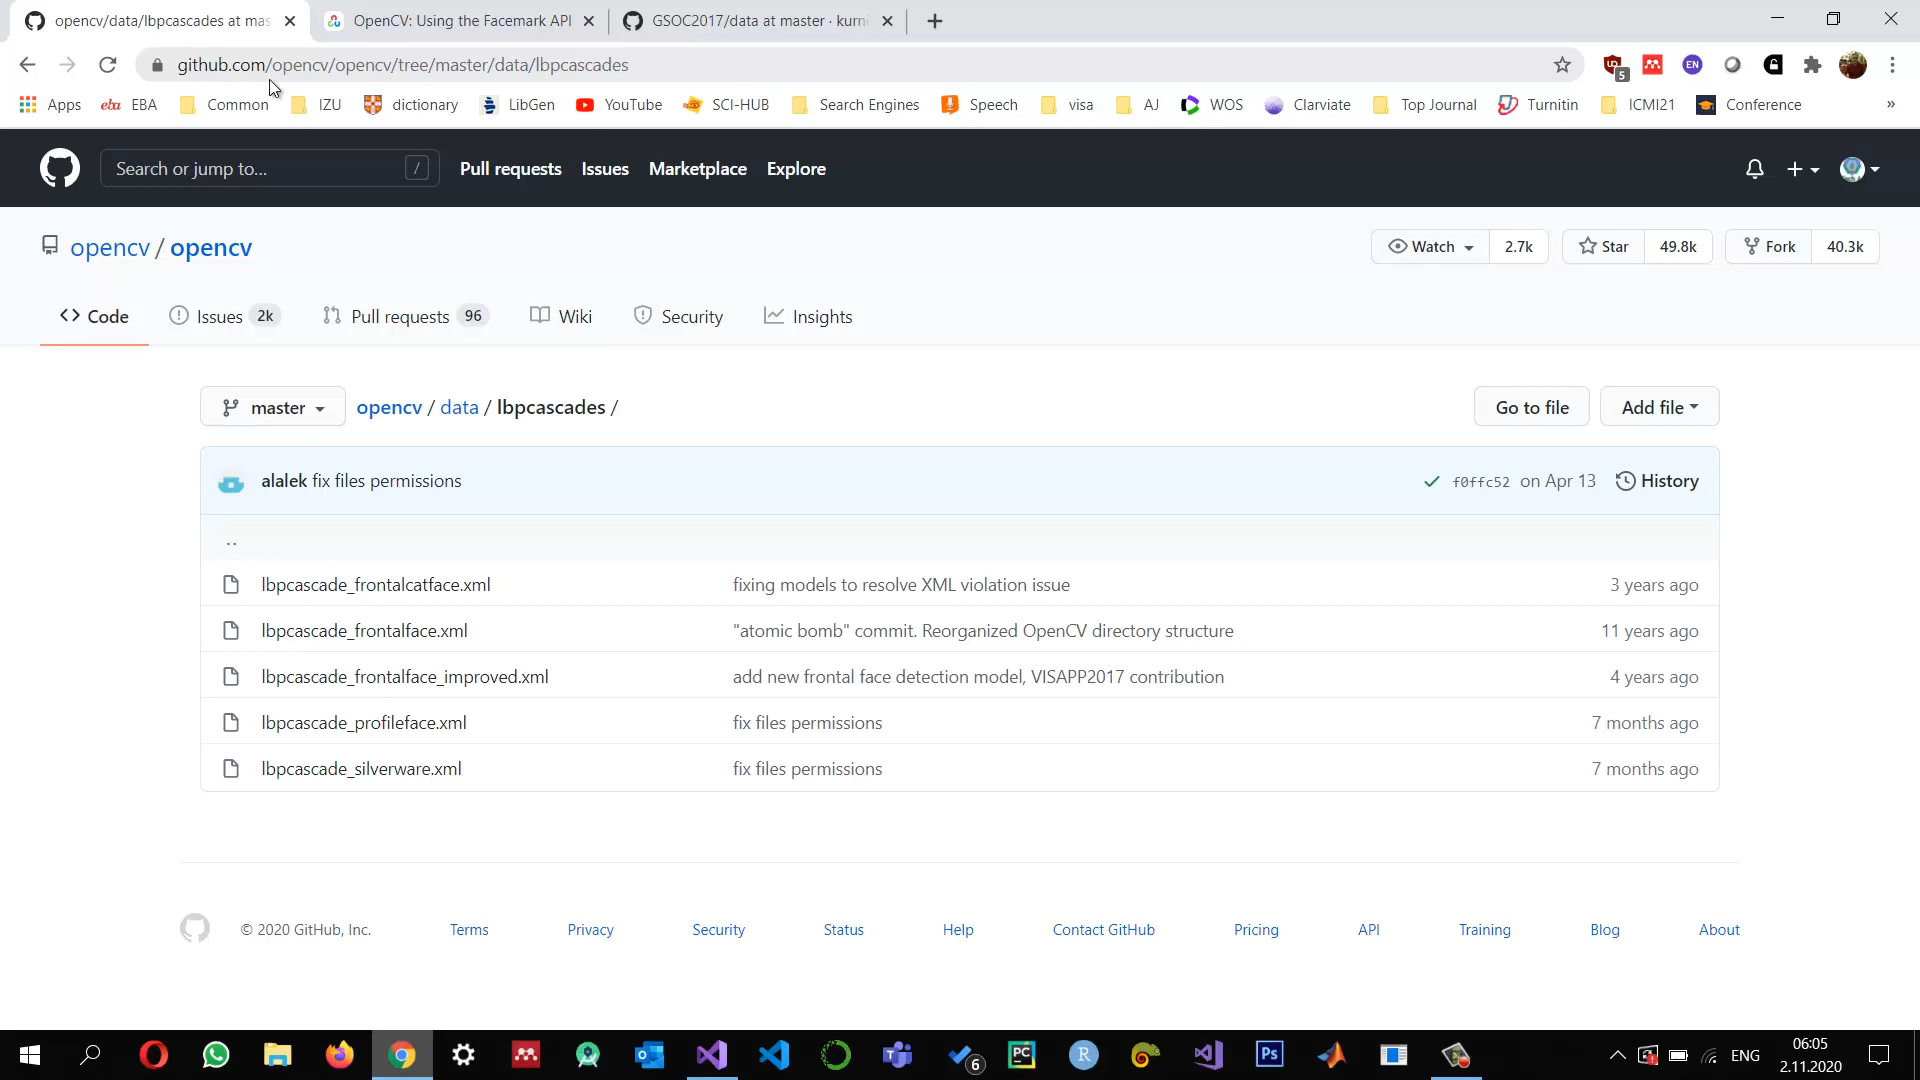 opencv/data/lbpcascades at mas
OpenCV: Using the Facemark API
GSOC2017/data at master · kurni
github.com/opencv/opencv/tree/master/data/lbpcascades
5
EN
Apps
eba EBA
Common
IZU
dictionary
LibGen
YouTube
SCI-HUB
Search Engines
Speech
visa
AJ
WOS
Clarviate
Top Journal
Turnitin
ICMI21
Conference
»
Search or jump to... /
Pull requests Issues Marketplace Explore
opencv / opencv
Watch 2.7k
Star 49.8k
Fork 40.3k
Code
Issues 2k
Pull requests 96
Wiki
Security
Insights
master
opencv / data / lbpcascades /
Go to file
Add file
alalek fix files permissions
f0ffc52 on Apr 13 History
..
lbpcascade_frontalcatface.xml fixing models to resolve XML violation issue 3 years ago
lbpcascade_frontalface.xml "atomic bomb" commit. Reorganized OpenCV directory structure 11 years ago
lbpcascade_frontalface_improved.xml add new frontal face detection model, VISAPP2017 contribution 4 years ago
lbpcascade_profileface.xml fix files permissions 7 months ago
lbpcascade_silverware.xml fix files permissions 7 months ago
© 2020 GitHub, Inc. Terms Privacy Security Status Help Contact GitHub Pricing API Training Blog About
6
PC
R
Ps
ENG
06:05
2.11.2020